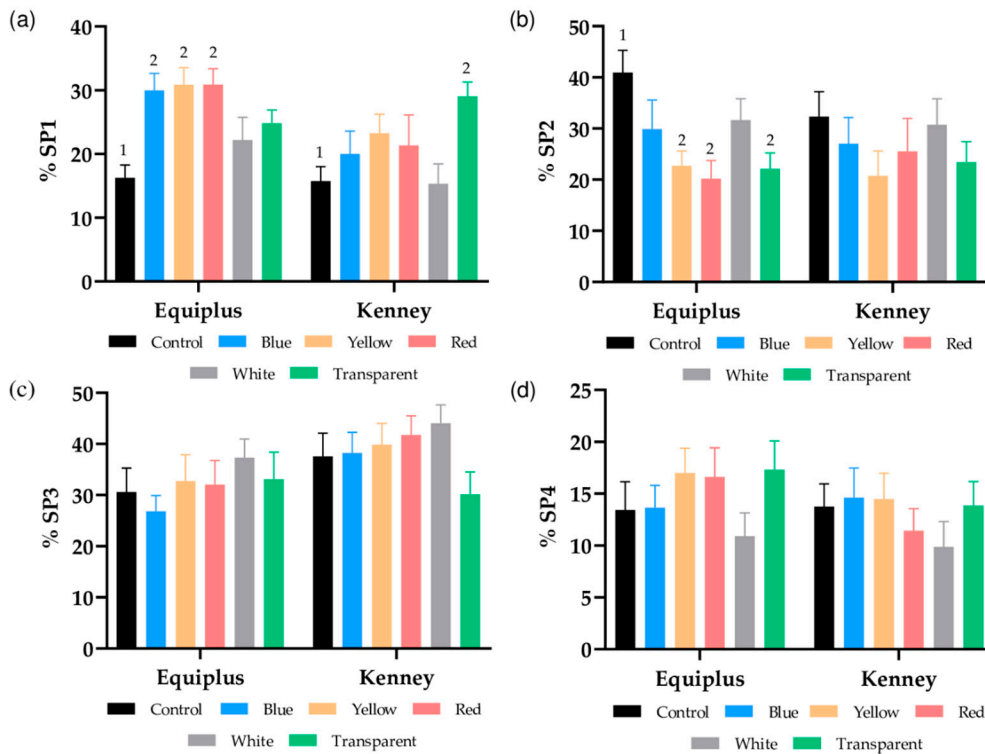 (a)
40
30
20
10
0
% SP1
1
2
2
2
1
2
Equiplus
Kenney
Control
Blue
Yellow
Red
White
Transparent
(b)
50
40
30
20
10
0
% SP2
1
2
2
2
Equiplus
Kenney
Control
Blue
Yellow
Red
White
Transparent
(c)
50
40
30
20
10
0
% SP3
Equiplus
Kenney
Control
Blue
Yellow
Red
White
Transparent
(d)
25
20
15
10
5
0
% SP4
Equiplus
Kenney
Control
Blue
Yellow
Red
White
Transparent